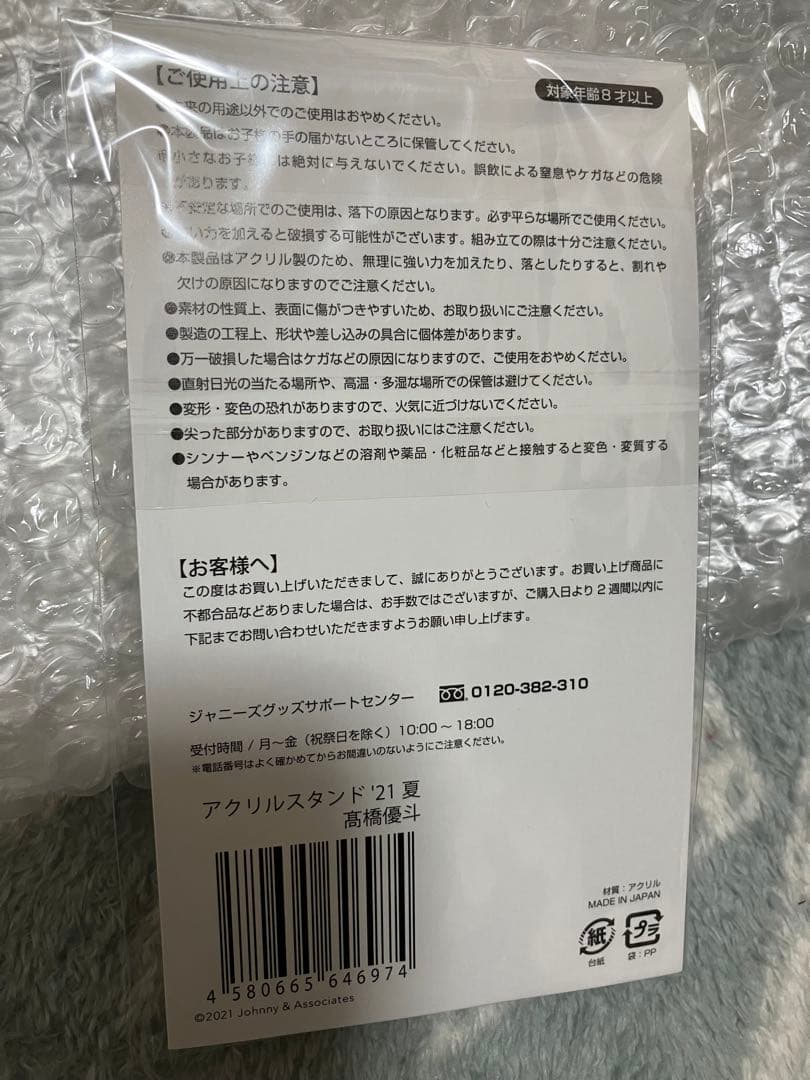 【ご使用上の注意】
対象年齢8才以上
来の用途以外でのご使用はおやめください。
本製品はお子様の手の届かないところに保管してください。
小さなお子様 は絶対に与えないでください。誤飲による窒息やケガなどの危険
があります。
安定な場所でのご使用は、落下の原因となります。必ず平らな場所でご使用ください。
い力を加えると破損する可能性がございます。組み立ての際は十分ご注意ください。
●本製品はアクリル製のため、無理に強い力を加えたり、落としたりすると、割れや
欠けの原因になりますのでご注意ください。
●素材の性質上、表面に傷がつきやすいため、お取り扱いにご注意ください。
●製造の工程上、形状や差し込みの具合に個体差があります。
●万一破損した場合はケガなどの原因になりますので、ご使用をおやめください。
●直射日光の当たる場所や、高温・多湿な場所での保管は避けてください。
●変形・変色の恐れがありますので、火気に近づけないでください。
●尖った部分がありますので、お取り扱いにはご注意ください。
●シンナーやベンジンなどの溶剤や薬品・化粧品などと接触すると変色・変質する
場合があります。
【お客様へ】
この度はお買い上げいただきまして、誠にありがとうございます。お買い上げ商品に
不都合品などありました場合は、お手数ではございますが、ご購入日より2週間以内に
下記までお問い合わせいただきますようお願い申し上げます。
ジャニーズグッズサポートセンター 0120-382-310
受付時間 / 月〜金（祝祭日を除く）10:00〜18:00
※電話番号はよく確かめてからお間違いのないようにご注意ください。
アクリルスタンド '21 夏
髙橋優斗
4 580665 646974
©2021 Johnny & Associates
材質：アクリル
MADE IN JAPAN
紙 プラ
台紙 袋：PP